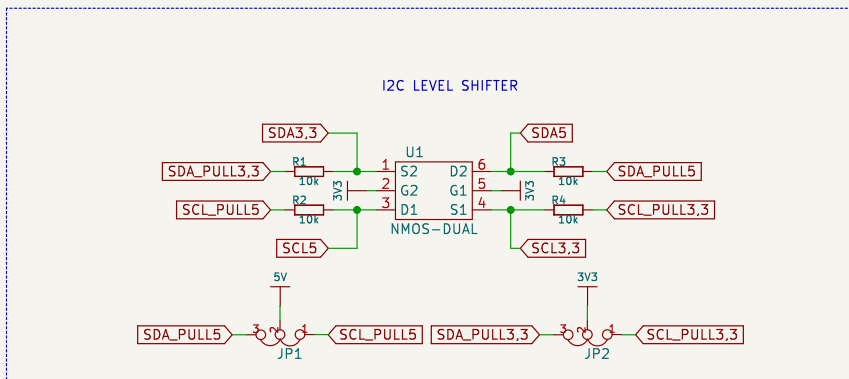 I2C LEVEL SHIFTER
SDA3,3
SDA5
U1
SDA_PULL3,3
R1
10k
1
S2
D2
6
R3
10k
SDA_PULL5
3V3
2
G2
G1
5
3V3
SCL_PULL5
R2
10k
3
D1
S1
4
R4
10k
SCL_PULL3,3
NMOS-DUAL
SCL5
SCL3,3
5V
3V3
SDA_PULL5
3
2
1
SCL_PULL5
SDA_PULL3,3
3
2
1
SCL_PULL3,3
JP1
JP2